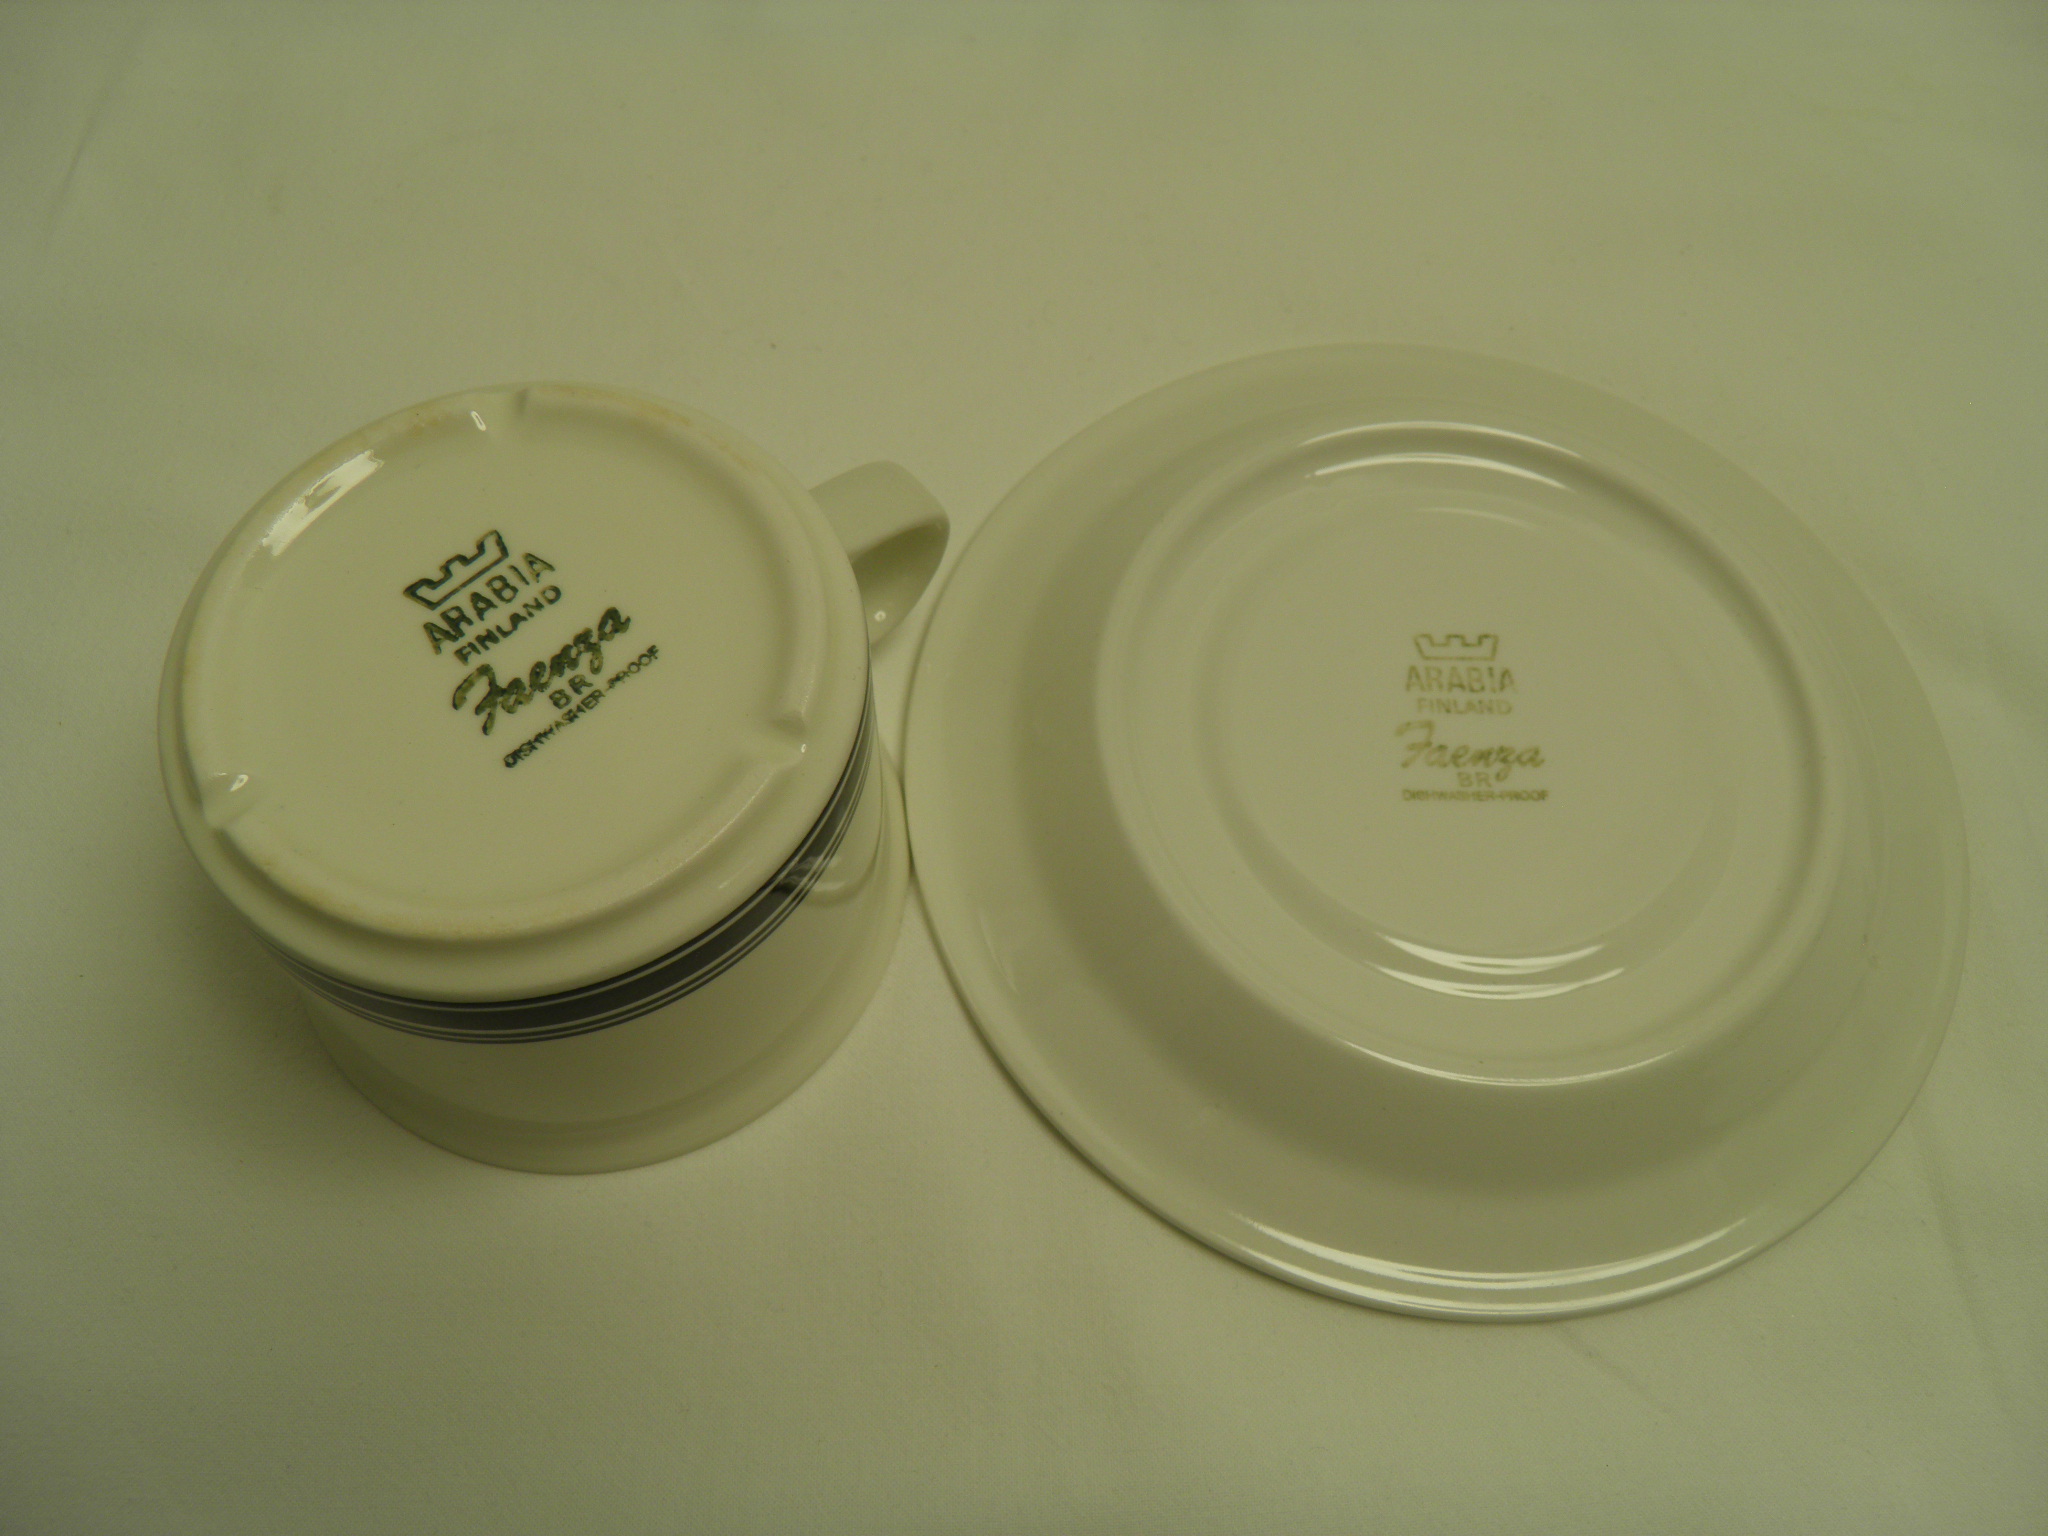 ARABIA
FINLAND
Faenza
BR
DISHWASHER-PROOF
ARABIA
FINLAND
Faenza
BR
DISHWASHER-PROOF